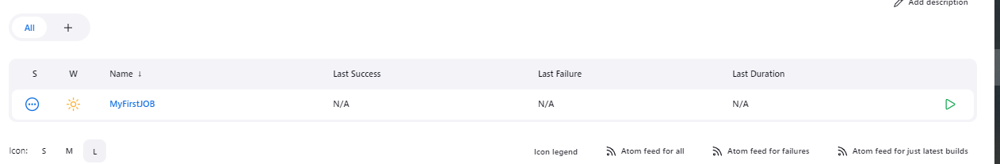 Add description
All +
S W Name ↓ Last Success Last Failure Last Duration
MyFirstJOB N/A N/A N/A
Icon: S M L Icon legend Atom feed for all Atom feed for failures Atom feed for just latest builds